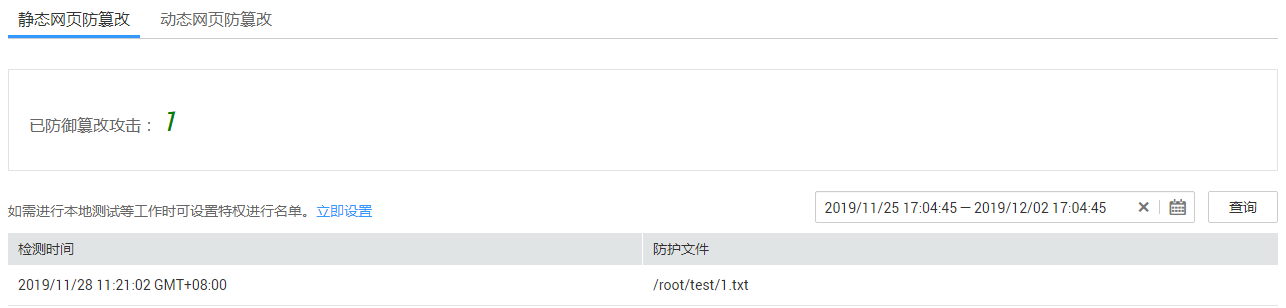 静态网页防篡改 动态网页防篡改
已防御篡改攻击： 1
如需进行本地测试等工作时可设置特权进行名单。立即设置 2019/11/25 17:04:45 — 2019/12/02 17:04:45 × 查询
检测时间 防护文件
2019/11/28 11:21:02 GMT+08:00 /root/test/1.txt